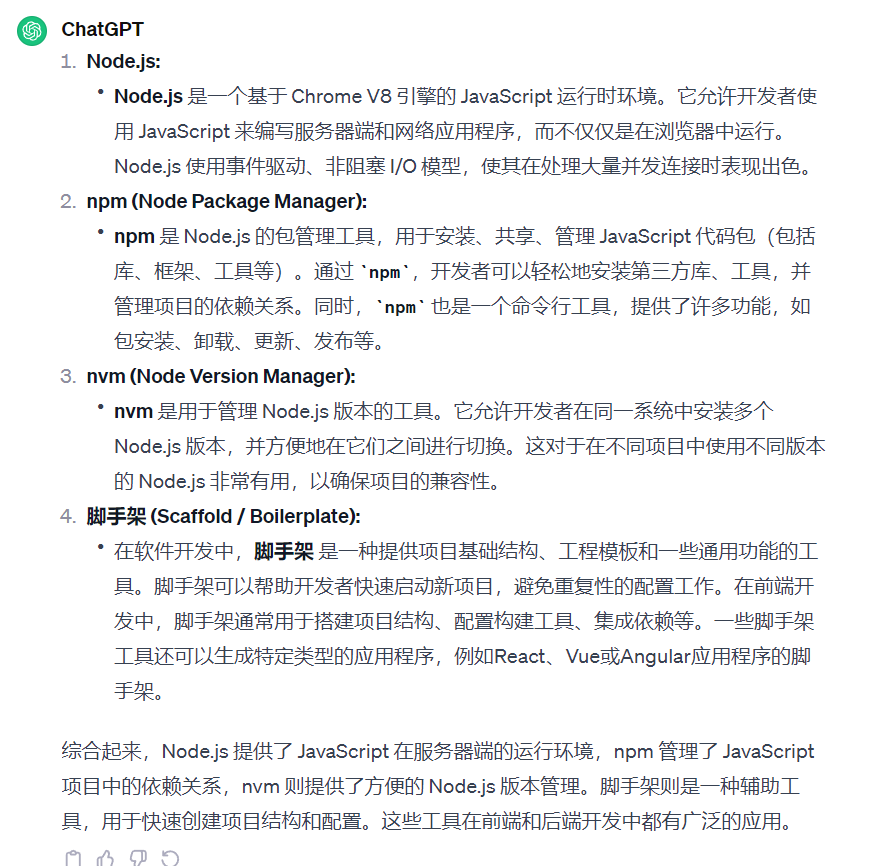 ChatGPT
1. Node.js:
• Node.js 是一个基于 Chrome V8 引擎的 JavaScript 运行时环境。它允许开发者使
用 JavaScript 来编写服务器端和网络应用程序，而不仅仅是在浏览器中运行。
Node.js 使用事件驱动、非阻塞 I/O 模型，使其在处理大量并发连接时表现出色。
2. npm (Node Package Manager):
• npm 是 Node.js 的包管理工具，用于安装、共享、管理 JavaScript 代码包（包括
库、框架、工具等）。通过 `npm`，开发者可以轻松地安装第三方库、工具，并
管理项目的依赖关系。同时，`npm` 也是一个命令行工具，提供了许多功能，如
包安装、卸载、更新、发布等。
3. nvm (Node Version Manager):
• nvm 是用于管理 Node.js 版本的工具。它允许开发者在同一系统中安装多个
Node.js 版本，并方便地在它们之间进行切换。这对于在不同项目中使用不同版本
的 Node.js 非常有用，以确保项目的兼容性。
4. 脚手架 (Scaffold / Boilerplate):
• 在软件开发中，脚手架 是一种提供项目基础结构、工程模板和一些通用功能的工
具。脚手架可以帮助开发者快速启动新项目，避免重复性的配置工作。在前端开
发中，脚手架通常用于搭建项目结构、配置构建工具、集成依赖等。一些脚手架
工具还可以生成特定类型的应用程序，例如React、Vue或Angular应用程序的脚
手架。
综合起来，Node.js 提供了 JavaScript 在服务器端的运行环境，npm 管理了 JavaScript
项目中的依赖关系，nvm 则提供了方便的 Node.js 版本管理。脚手架则是一种辅助工
具，用于快速创建项目结构和配置。这些工具在前端和后端开发中都有广泛的应用。